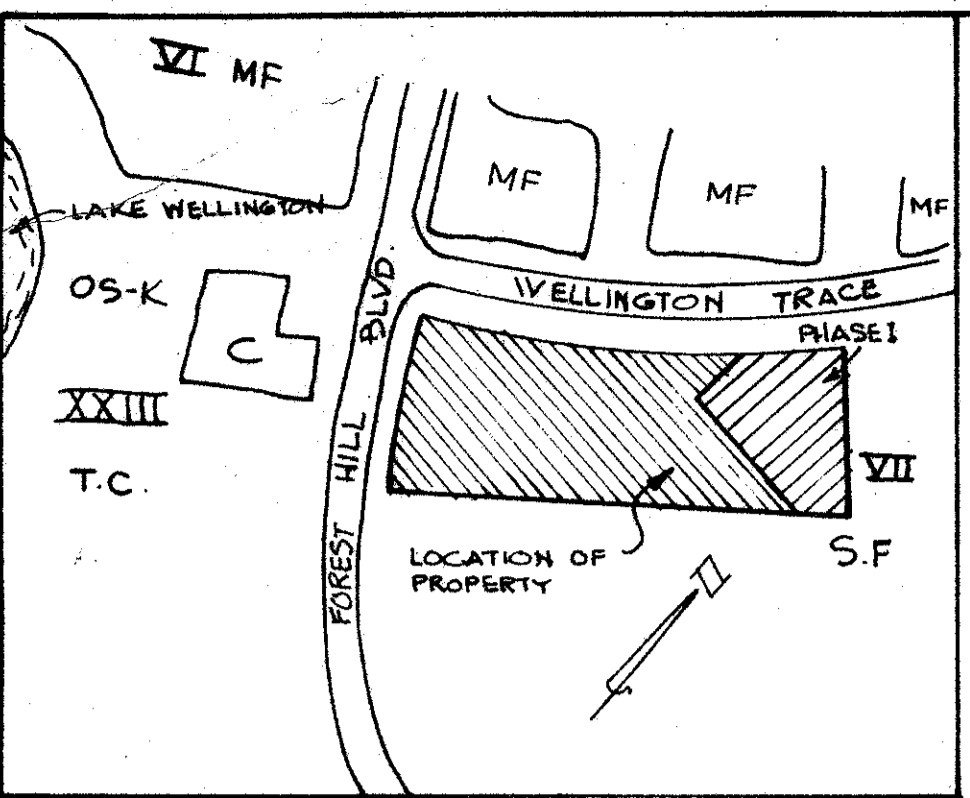 VI MF
MF
MF
MF
LAKE WELLINGTON
OS-K
C
WELLINGTON TRACE
PHASE I
FOREST HILL BLVD.
XXIII
T.C.
VII
S.F
LOCATION OF
PROPERTY
N